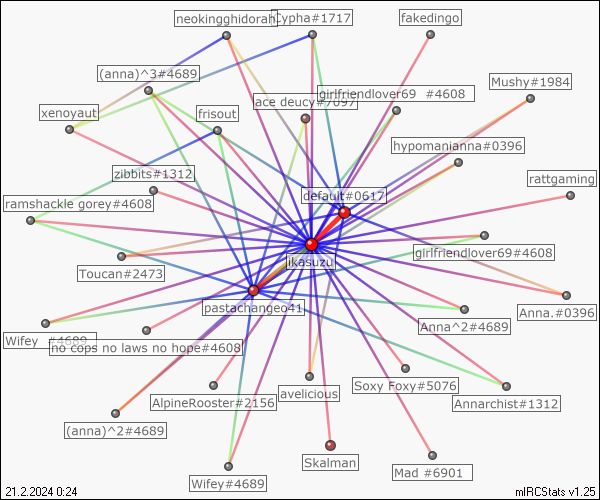 neokingghidorah
Cypha#1717
fakedingo
(anna)^3#4689
Mushy#1984
girlfriendlover69 #4608
ace deucy#7097
xenoyaut
frisout
hypomanianna#0396
zibbits#1312
rattgaming
default#0617
ramshackle gorey#4608
girlfriendlover69#4608
jikasuzu
Toucan#2473
pastachangeo41
Anna.#0396
Anna^2#4689
Wifey #4689
no cops no laws no hope#4608
Soxy Foxy#5076
avelicious
AlpineRooster#2156
Annarchist#1312
(anna)^2#4689
Skalman
Mad #6901
Wifey#4689
21.2.2024 0:24
mIRCStats v1.25